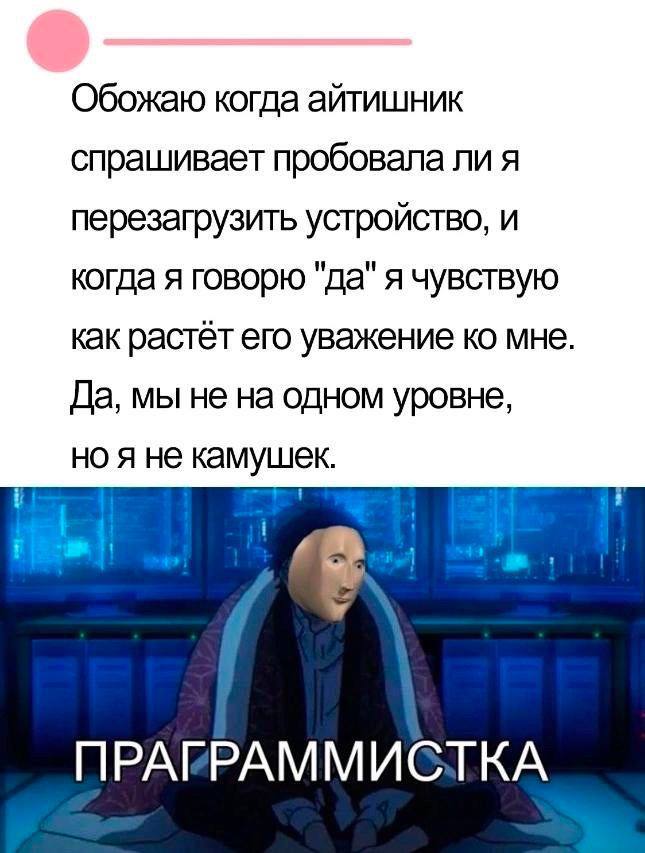 Обожаю когда айтишник
спрашивает пробовала ли я
перезагрузить устройство, и
когда я говорю "да" я чувствую
как растёт его уважение ко мне.
Да, мы не на одном уровне,
но я не камушек.
ПРАГРАММИСТКА